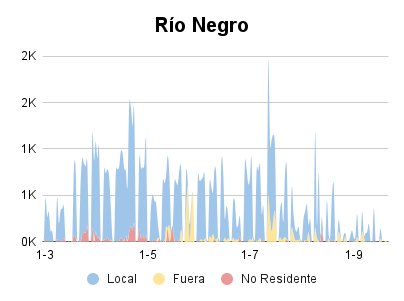 Río Negro
2K
2K
1K
1K
0K
1-3 1-5 1-7 1-9
Local Fuera No Residente